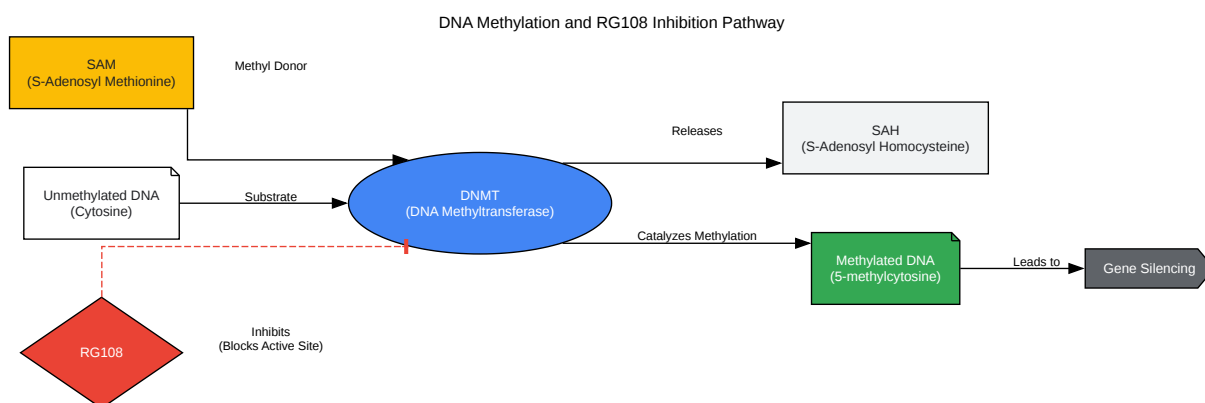 DNA Methylation and RG108 Inhibition Pathway
SAM
(S-Adenosyl Methionine)
Methyl Donor
Releases
SAH
(S-Adenosyl Homocysteine)
Unmethylated DNA
(Cytosine)
Substrate
DNMT
(DNA Methyltransferase)
Catalyzes Methylation
Methylated DNA
(5-methylcytosine)
Leads to
Gene Silencing
RG108
Inhibits
(Blocks Active Site)